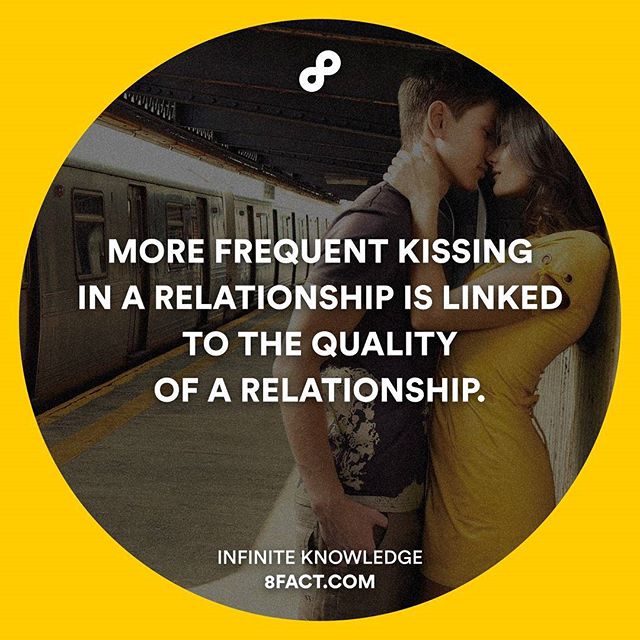 MORE FREQUENT KISSING
IN A RELATIONSHIP IS LINKED
TO THE QUALITY
OF A RELATIONSHIP.
INFINITE KNOWLEDGE
8FACT.COM